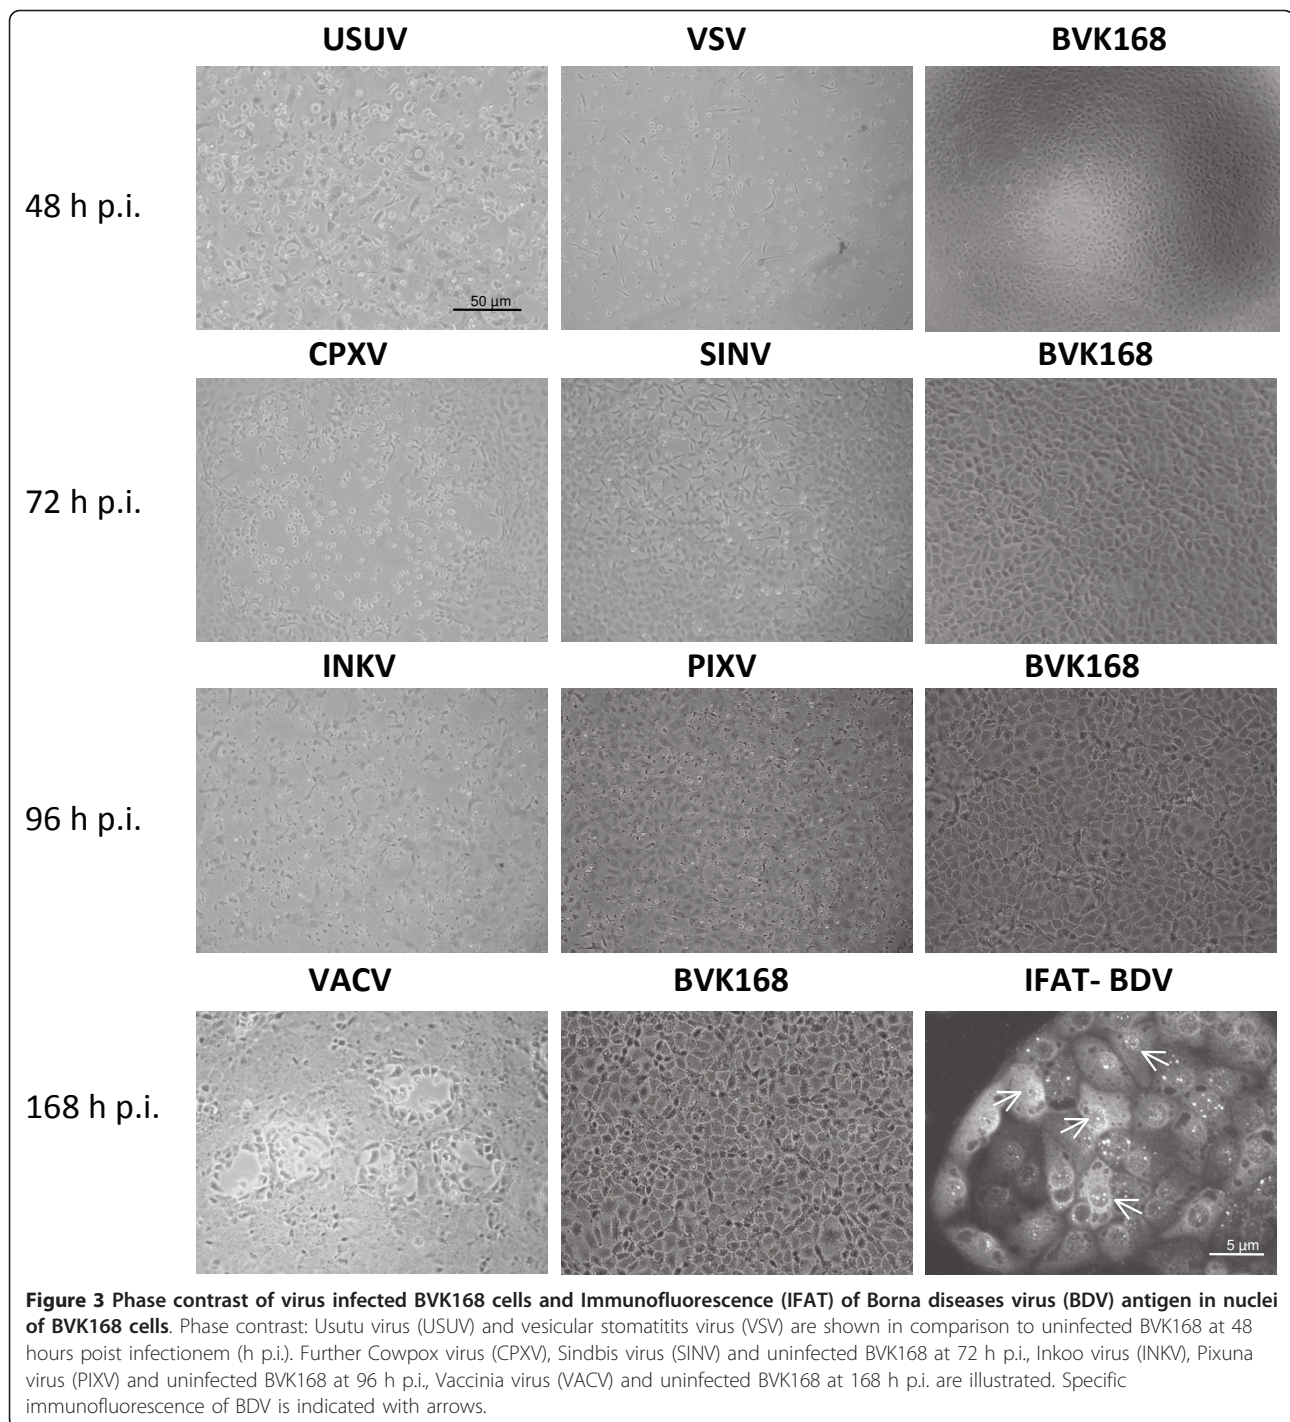 USUV VSV BVK168
48 h p.i.
50 µm
CPXV SINV BVK168
72 h p.i.
INKV PIXV BVK168
96 h p.i.
VACV BVK168 IFAT- BDV
168 h p.i.
5 µm
Figure 3 Phase contrast of virus infected BVK168 cells and Immunofluorescence (IFAT) of Borna diseases virus (BDV) antigen in nuclei
of BVK168 cells. Phase contrast: Usutu virus (USUV) and vesicular stomatitits virus (VSV) are shown in comparison to uninfected BVK168 at 48
hours poist infectionem (h p.i.). Further Cowpox virus (CPXV), Sindbis virus (SINV) and uninfected BVK168 at 72 h p.i., Inkoo virus (INKV), Pixuna
virus (PIXV) and uninfected BVK168 at 96 h p.i., Vaccinia virus (VACV) and uninfected BVK168 at 168 h p.i. are illustrated. Specific
immunofluorescence of BDV is indicated with arrows.